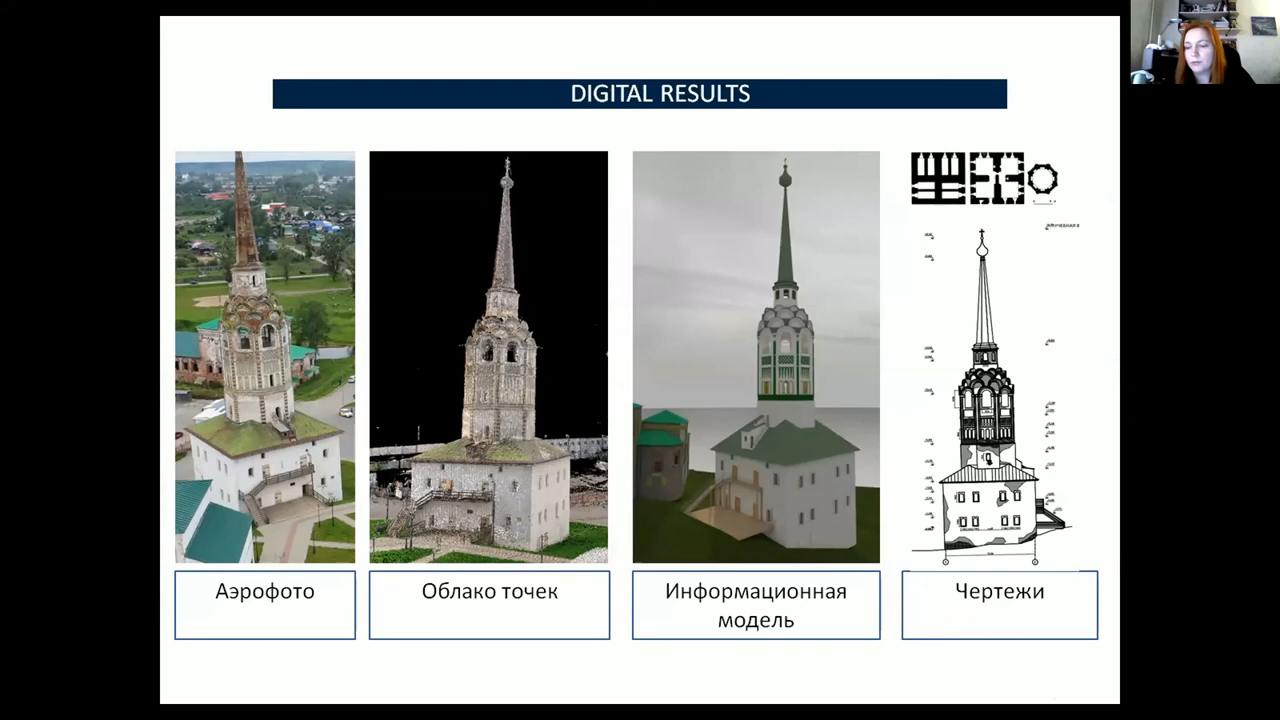 DIGITAL RESULTS
Аэрофото
Облако точек
Информационная
модель
Чертежи